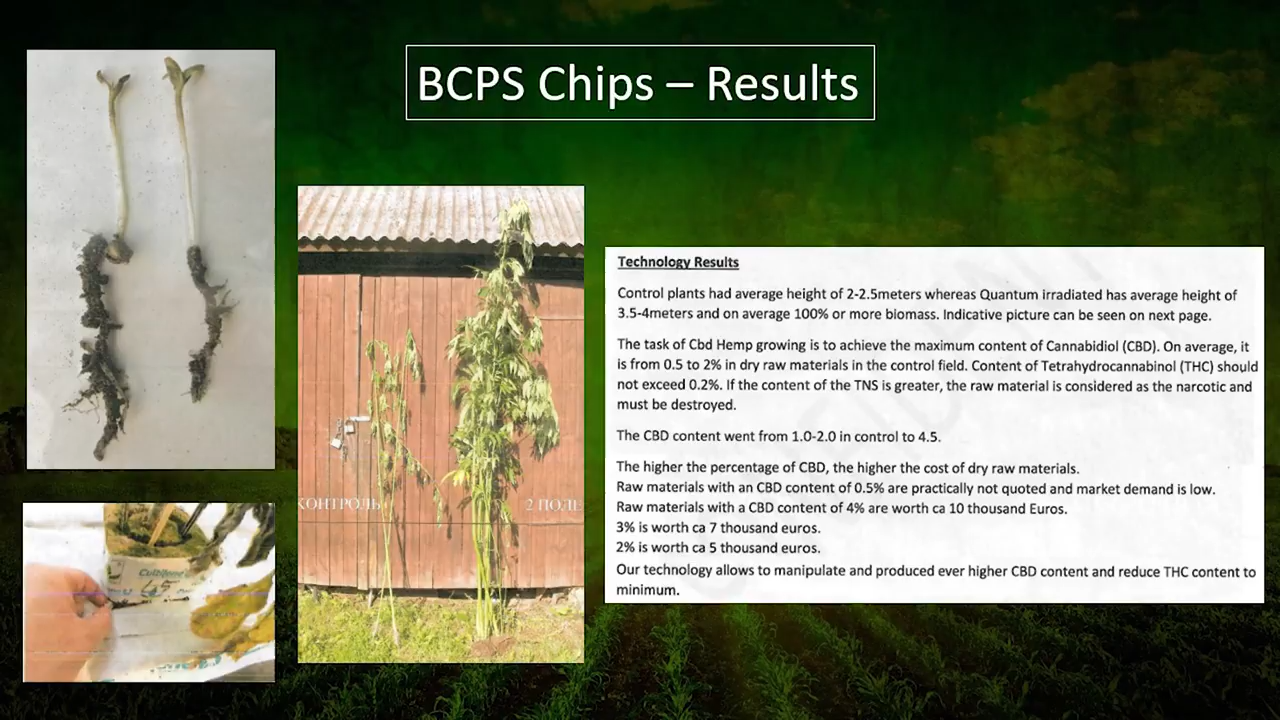 BCPS Chips – Results
Technology Results
Control plants had average height of 2-2.5meters whereas Quantum irradiated has average height of
3.5-4meters and on average 100% or more biomass. Indicative picture can be seen on next page.
The task of Cbd Hemp growing is to achieve the maximum content of Cannabidiol (CBD). On average, it
is from 0.5 to 2% in dry raw materials in the control field. Content of Tetrahydrocannabinol (THC) should
not exceed 0.2%. If the content of the TNS is greater, the raw material is considered as the narcotic and
must be destroyed.
The CBD content went from 1.0-2.0 in control to 4.5.
The higher the percentage of CBD, the higher the cost of dry raw materials.
Raw materials with an CBD content of 0.5% are practically not quoted and market demand is low.
Raw materials with a CBD content of 4% are worth ca 10 thousand Euros.
3% is worth ca 7 thousand euros.
2% is worth ca 5 thousand euros.
Our technology allows to manipulate and produced ever higher CBD content and reduce THC content to
minimum.
КОНТРОЛЬ
2 ПОЛЕ